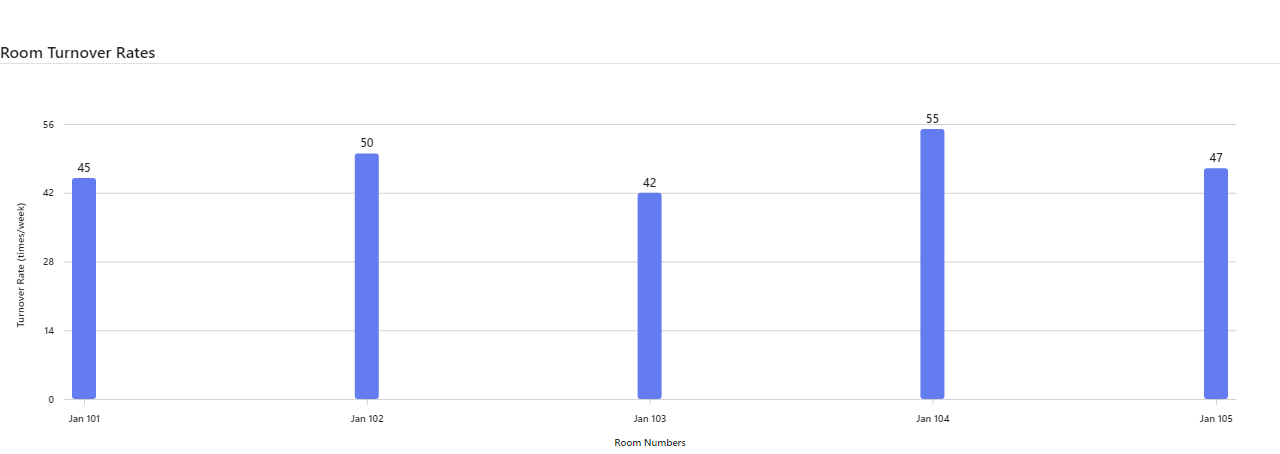 Room Turnover Rates
55
56
50
47
45
42
42
28
14
0
Turnover Rate (times/week)
Jan 101 Jan 102 Jan 103 Jan 104 Jan 105
Room Numbers